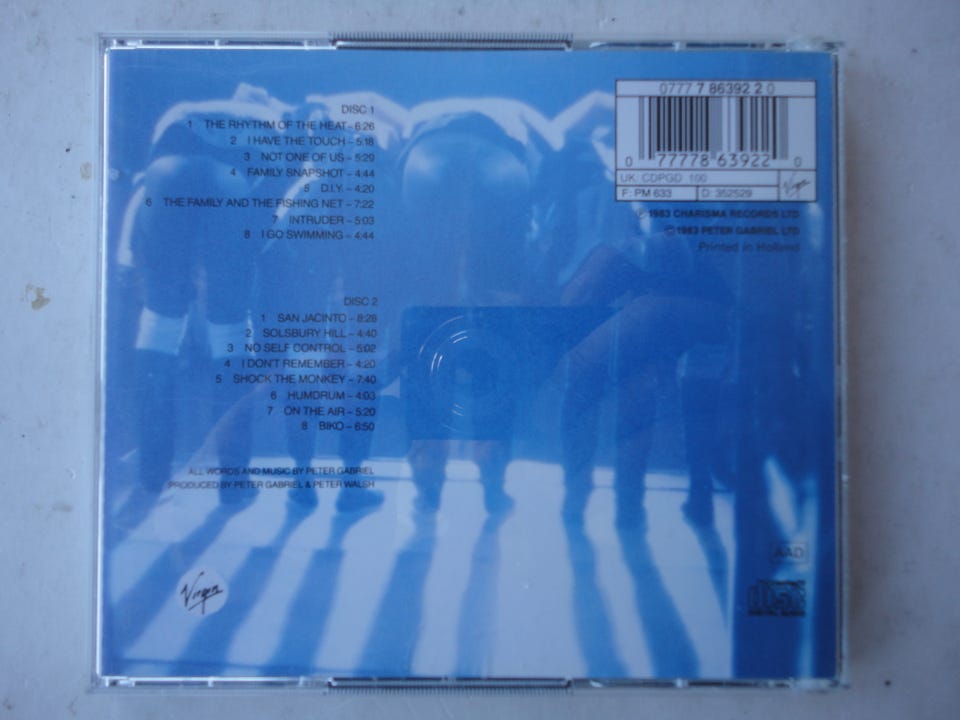 DISC 1
1 THE RHYTHM OF THE HEAT – 6:26
2 I HAVE THE TOUCH – 5:18
3 NOT ONE OF US – 5:29
4 FAMILY SNAPSHOT – 4:44
5 D.I.Y. – 4:20
6 THE FAMILY AND THE FISHING NET – 7:22
7 INTRUDER – 5:03
8 I GO SWIMMING – 4:44
DISC 2
1 SAN JACINTO – 8:28
2 SOLSBURY HILL – 4:40
3 NO SELF CONTROL – 5:02
4 I DON'T REMEMBER – 4:20
5 SHOCK THE MONKEY – 7:40
6 HUMDRUM – 4:03
7 ON THE AIR – 5:20
8 BIKO – 6:50
ALL WORDS AND MUSIC BY PETER GABRIEL
PRODUCED BY PETER GABRIEL & PETER WALSH
Virgin
0777 7 86392 2 0
0 77778 63922 0
UK: CDPGD 100
F: PM 633 D: 352529
Virgin
℗ 1983 CHARISMA RECORDS LTD
© 1983 PETER GABRIEL LTD
Printed in Holland
AAD
COMPACT
disc
DIGITAL AUDIO